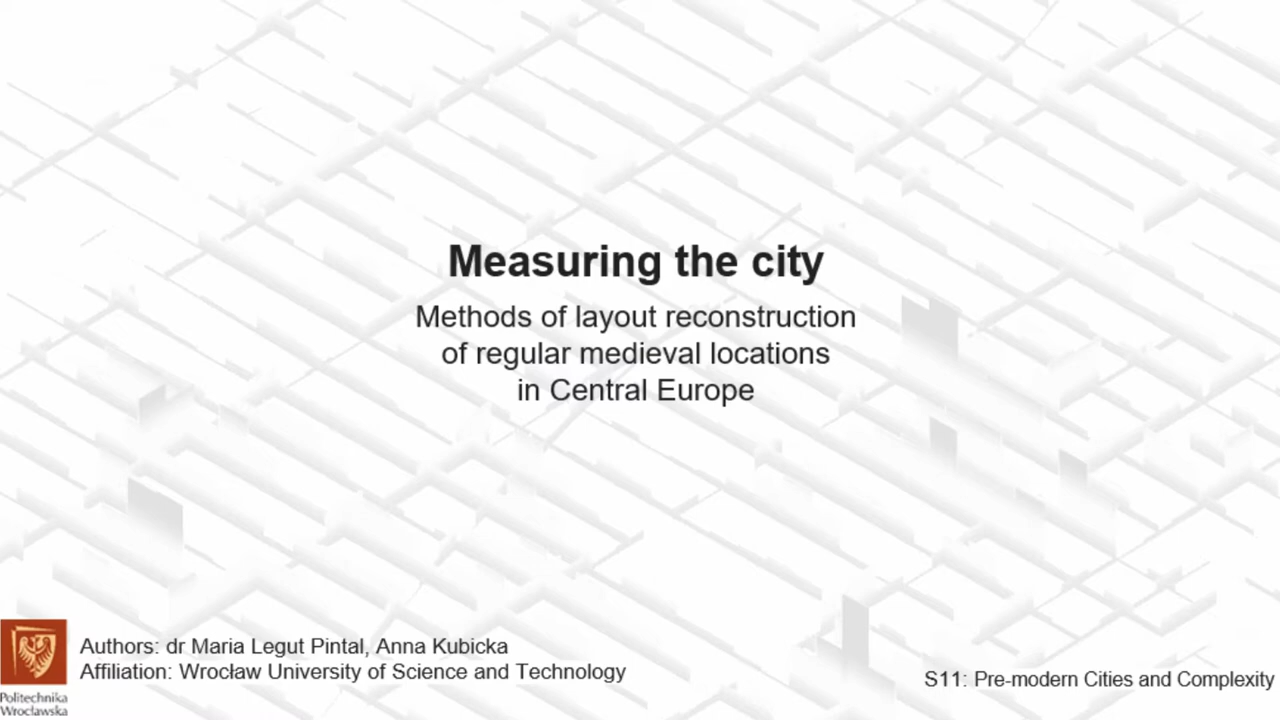 Measuring the city
Methods of layout reconstruction
of regular medieval locations
in Central Europe
Authors: dr Maria Legut Pintal, Anna Kubicka
Affiliation: Wrocław University of Science and Technology
Politechnika
Wrocławska
S11: Pre-modern Cities and Complexity